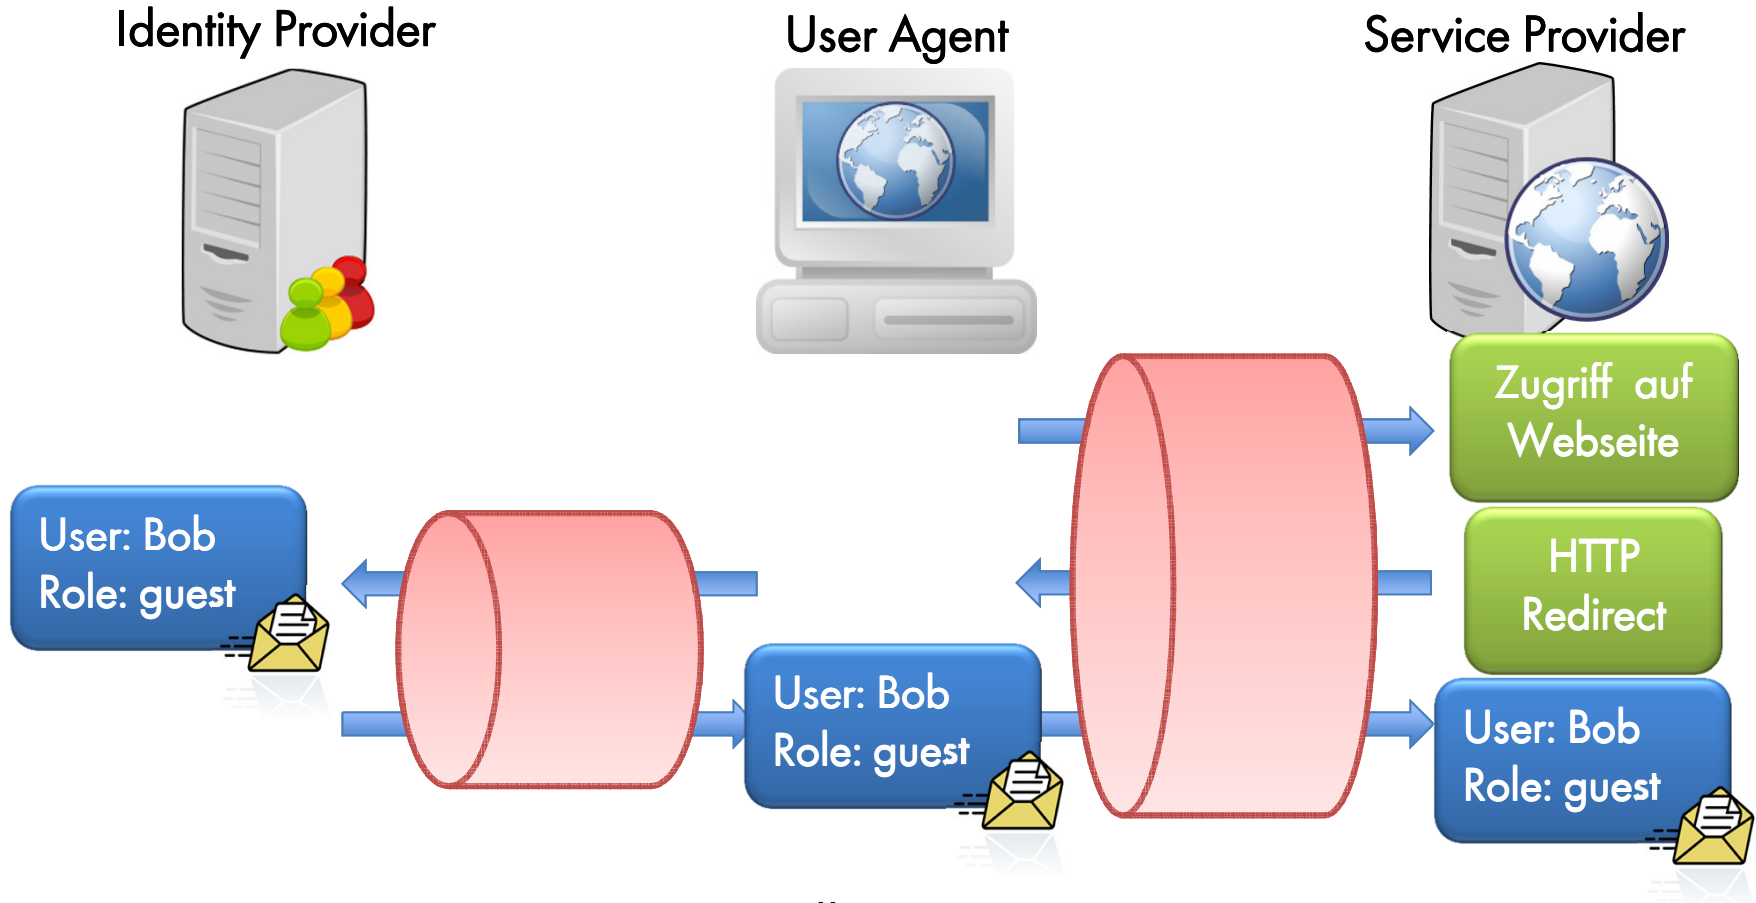 Identity Provider
User Agent
Service Provider
Zugriff auf
Webseite
User: Bob
Role: guest
HTTP
Redirect
User: Bob
Role: guest
User: Bob
Role: guest